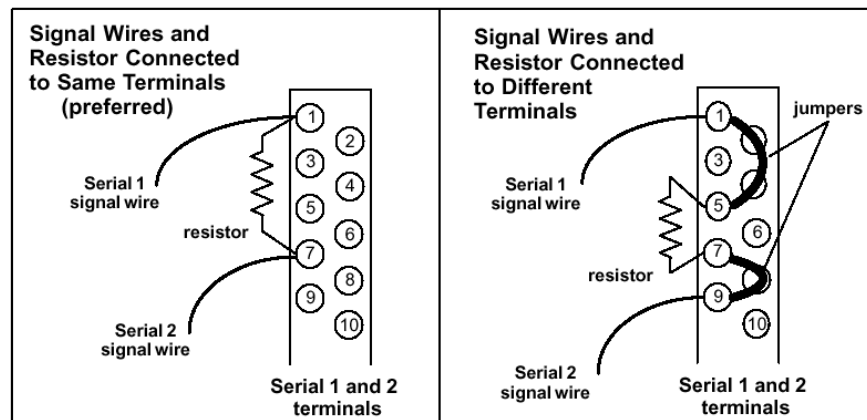 Signal Wires and
Resistor Connected
to Same Terminals
(preferred)
1
2
3
4
5
6
7
8
9
10
Serial 1
signal wire
resistor
Serial 2
signal wire
Serial 1 and 2
terminals
Signal Wires and
Resistor Connected
to Different
Terminals
jumpers
1
3
5
6
7
9
10
Serial 1
signal wire
resistor
Serial 2
signal wire
Serial 1 and 2
terminals